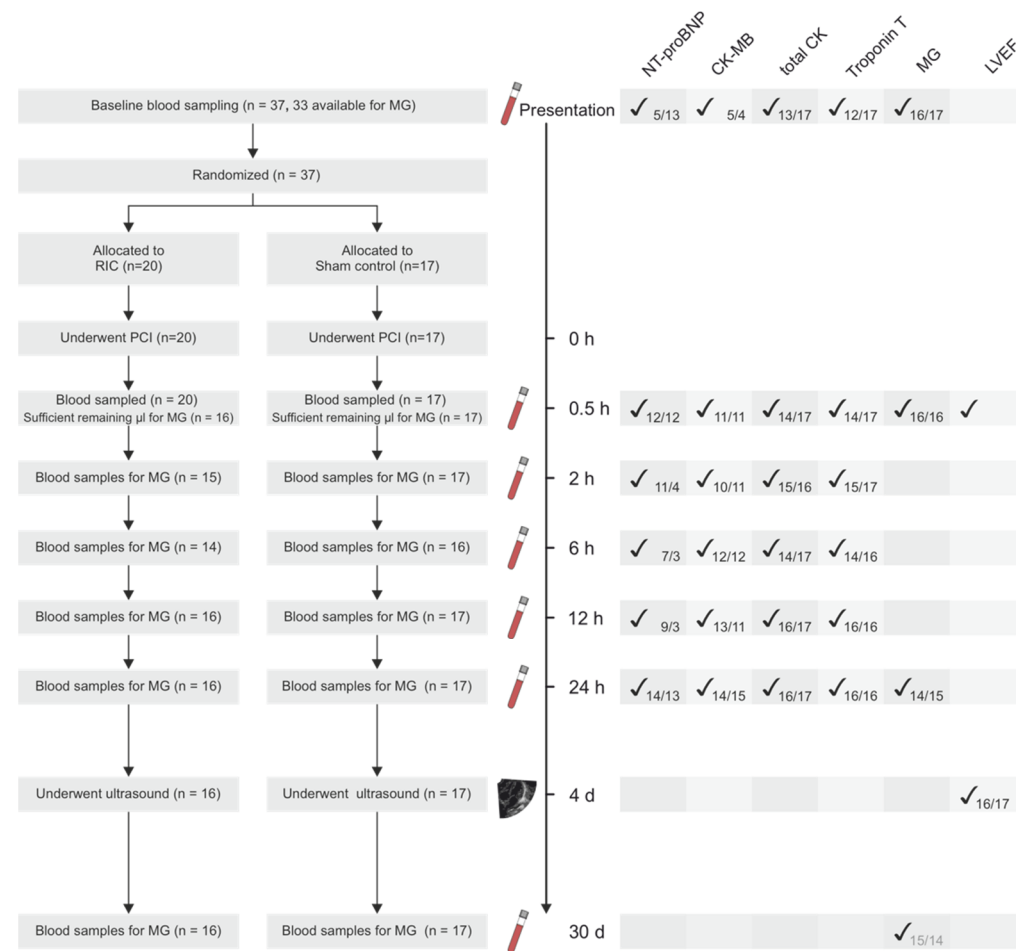 NT-proBNP CK-MB total CK Troponin T MG LVEF
Baseline blood sampling (n = 37, 33 available for MG) Presentation ✓ 5/13 ✓ 5/4 ✓ 13/17 ✓ 12/17 ✓ 16/17
Randomized (n = 37)
Allocated to
RIC (n=20)
Allocated to
Sham control (n=17)
Underwent PCI (n=20) Underwent PCI (n=17) 0 h
Blood sampled (n = 20)
Sufficient remaining µl for MG (n = 16)
Blood sampled (n = 17)
Sufficient remaining µl for MG (n = 17)
0.5 h ✓ 12/12 ✓ 11/11 ✓ 14/17 ✓ 14/17 ✓ 16/16 ✓
Blood samples for MG (n = 15) Blood samples for MG (n = 17) 2 h ✓ 11/4 ✓ 10/11 ✓ 15/16 ✓ 15/17
Blood samples for MG (n = 14) Blood samples for MG (n = 16) 6 h ✓ 7/3 ✓ 12/12 ✓ 14/17 ✓ 14/16
Blood samples for MG (n = 16) Blood samples for MG (n = 17) 12 h ✓ 9/3 ✓ 13/11 ✓ 16/17 ✓ 16/16
Blood samples for MG (n = 16) Blood samples for MG (n = 17) 24 h ✓ 14/13 ✓ 14/15 ✓ 16/17 ✓ 16/16 ✓ 14/15
Underwent ultrasound (n = 16) Underwent ultrasound (n = 17) 4 d ✓ 16/17
Blood samples for MG (n = 16) Blood samples for MG (n = 17) 30 d ✓ 15/14